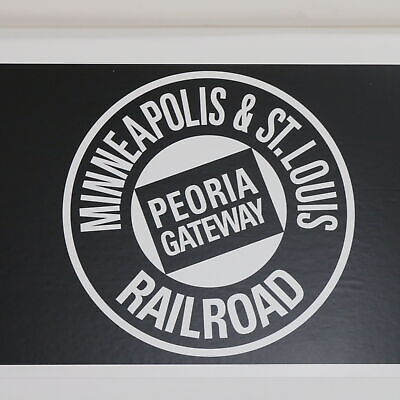 MINNEAPOLIS & ST. LOUIS
PEORIA
GATEWAY
RAILROAD